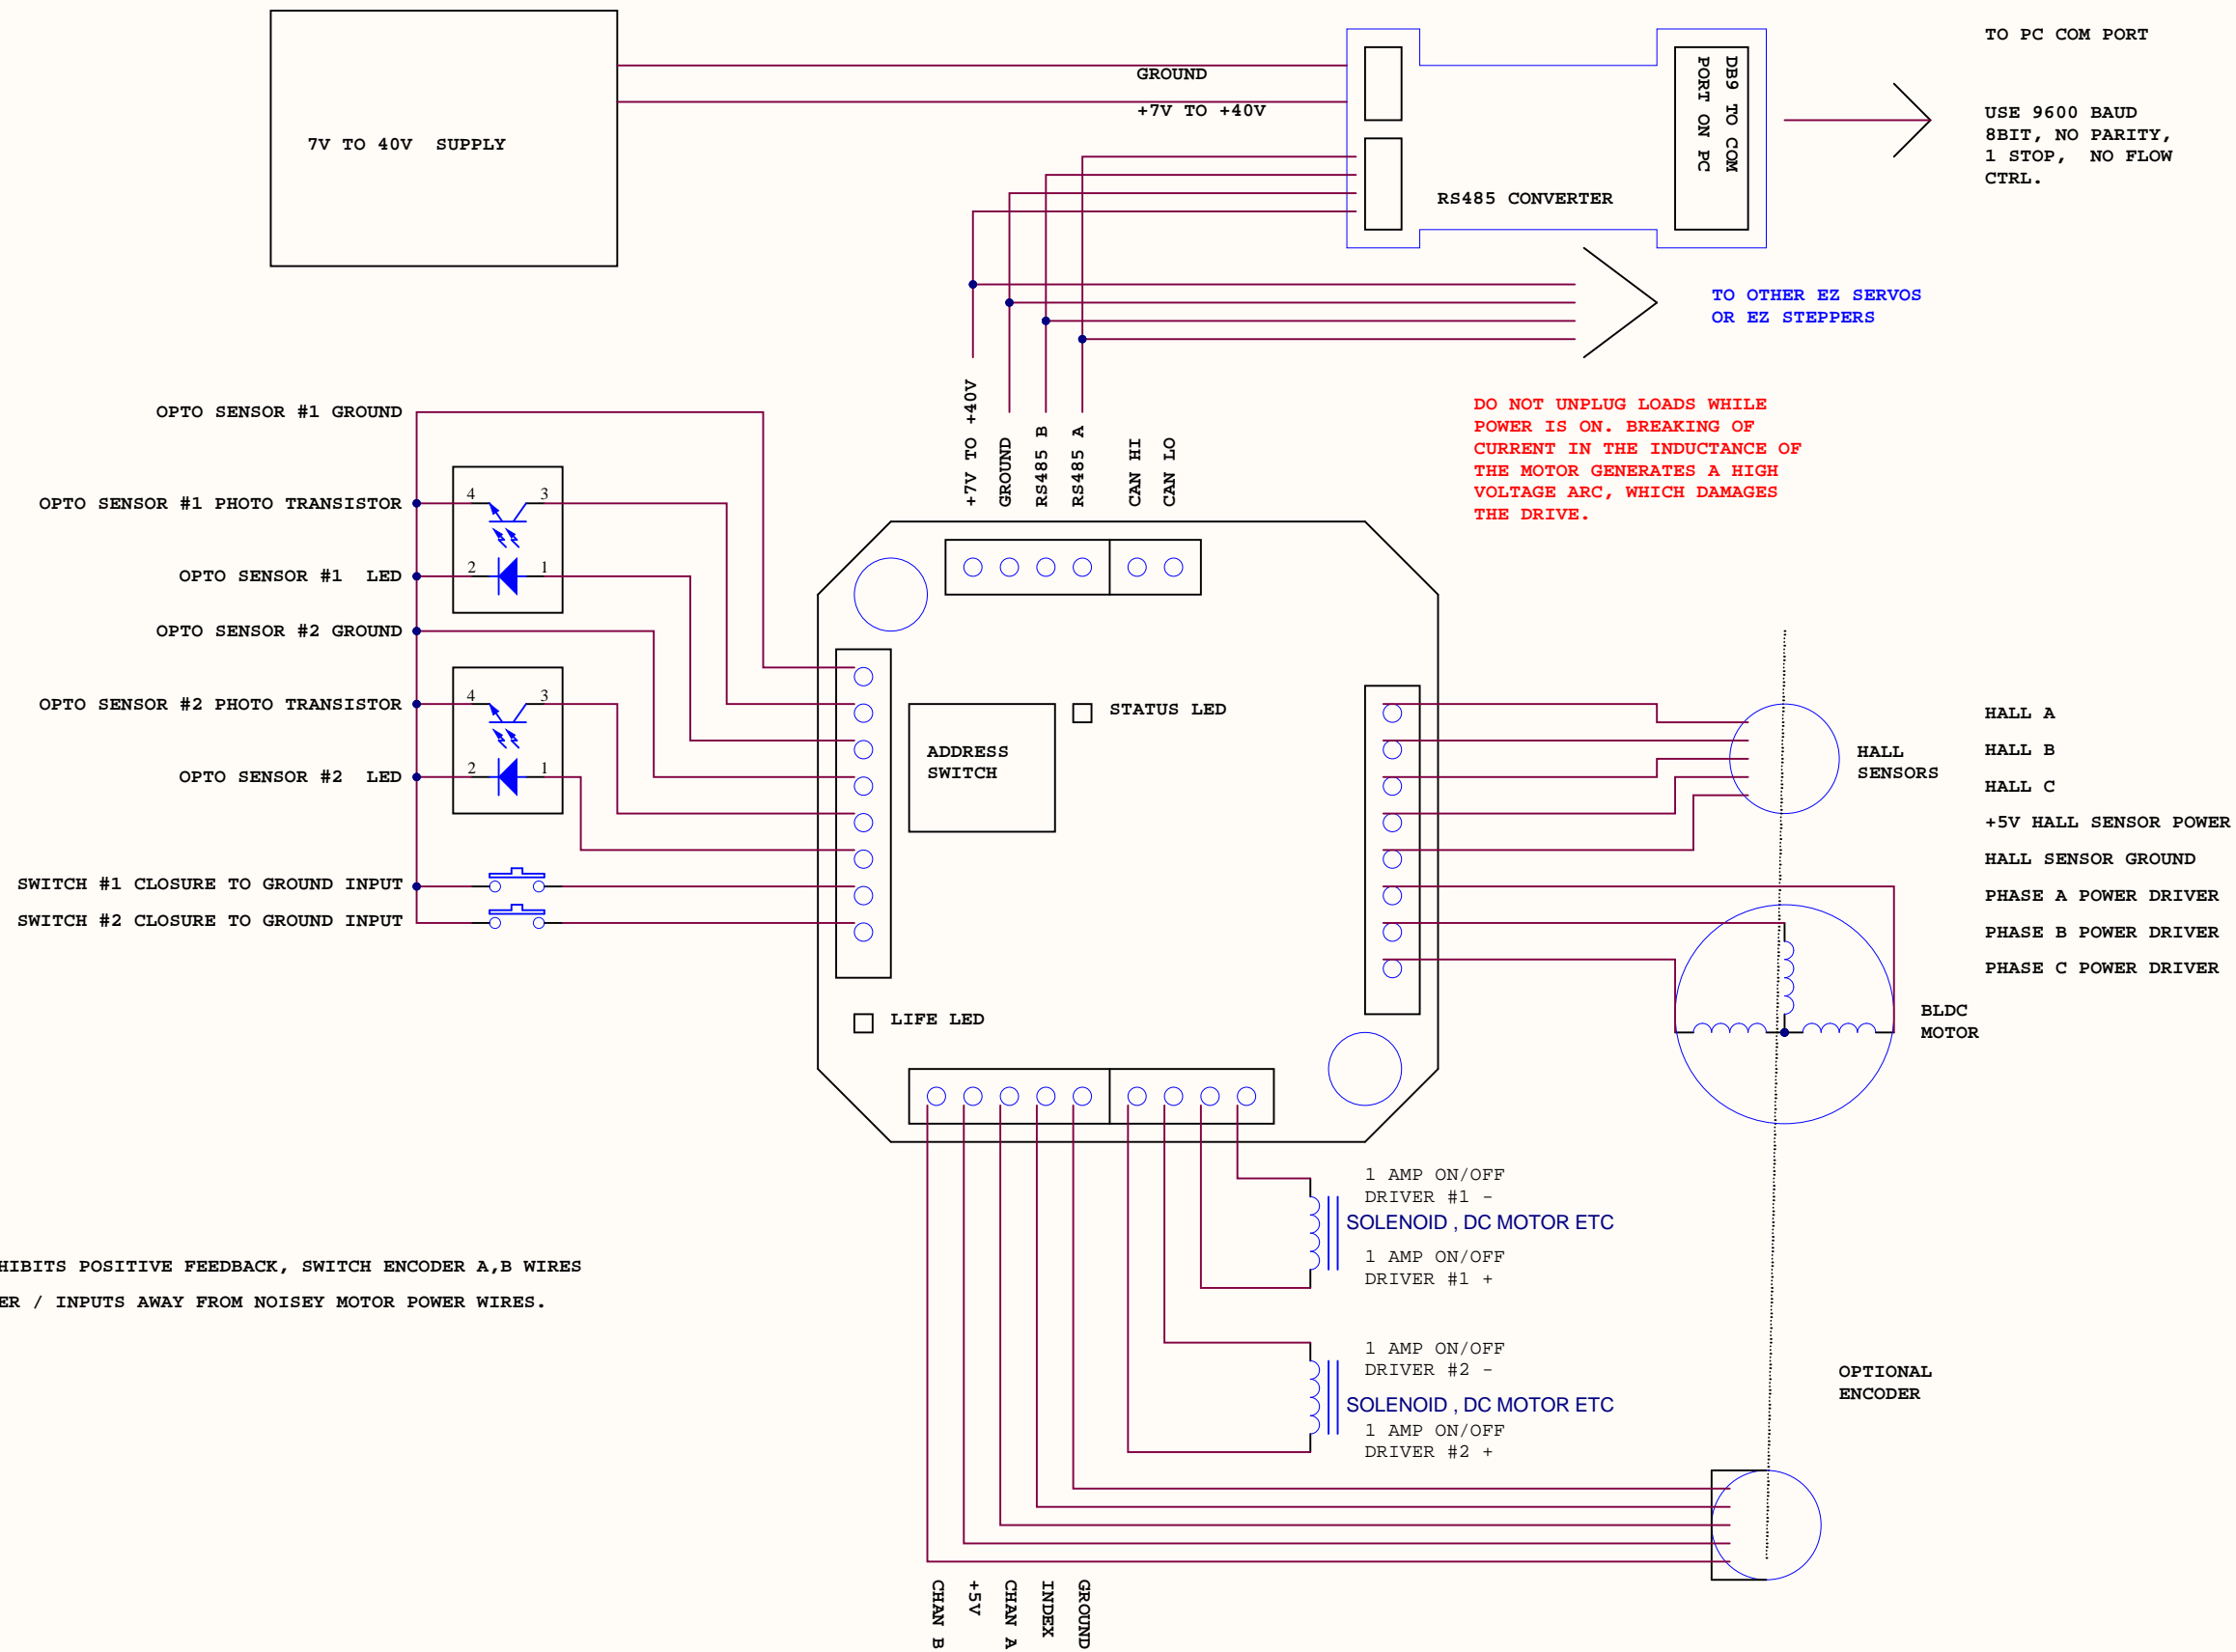 TO PC COM PORT
GROUND
+7V TO +40V
DB9 TO COM
PORT ON PC
USE 9600 BAUD
8BIT, NO PARITY,
1 STOP, NO FLOW
CTRL.
7V TO 40V SUPPLY
RS485 CONVERTER
TO OTHER EZ SERVOS
OR EZ STEPPERS
+7V TO +40V
GROUND
RS485 B
RS485 A
CAN HI
CAN LO
DO NOT UNPLUG LOADS WHILE
POWER IS ON. BREAKING OF
CURRENT IN THE INDUCTANCE OF
THE MOTOR GENERATES A HIGH
VOLTAGE ARC, WHICH DAMAGES
THE DRIVE.
OPTO SENSOR #1 GROUND
OPTO SENSOR #1 PHOTO TRANSISTOR
4 3
OPTO SENSOR #1 LED
2 1
OPTO SENSOR #2 GROUND
OPTO SENSOR #2 PHOTO TRANSISTOR
4 3
OPTO SENSOR #2 LED
2 1
SWITCH #1 CLOSURE TO GROUND INPUT
SWITCH #2 CLOSURE TO GROUND INPUT
STATUS LED
ADDRESS
SWITCH
LIFE LED
HALL
SENSORS
HALL A
HALL B
HALL C
+5V HALL SENSOR POWER
HALL SENSOR GROUND
PHASE A POWER DRIVER
PHASE B POWER DRIVER
PHASE C POWER DRIVER
BLDC
MOTOR
1 AMP ON/OFF
DRIVER #1 -
SOLENOID , DC MOTOR ETC
1 AMP ON/OFF
DRIVER #1 +
HIBITS POSITIVE FEEDBACK, SWITCH ENCODER A,B WIRES
ER / INPUTS AWAY FROM NOISEY MOTOR POWER WIRES.
1 AMP ON/OFF
DRIVER #2 -
SOLENOID , DC MOTOR ETC
1 AMP ON/OFF
DRIVER #2 +
OPTIONAL
ENCODER
CHAN B
+5V
CHAN A
INDEX
GROUND